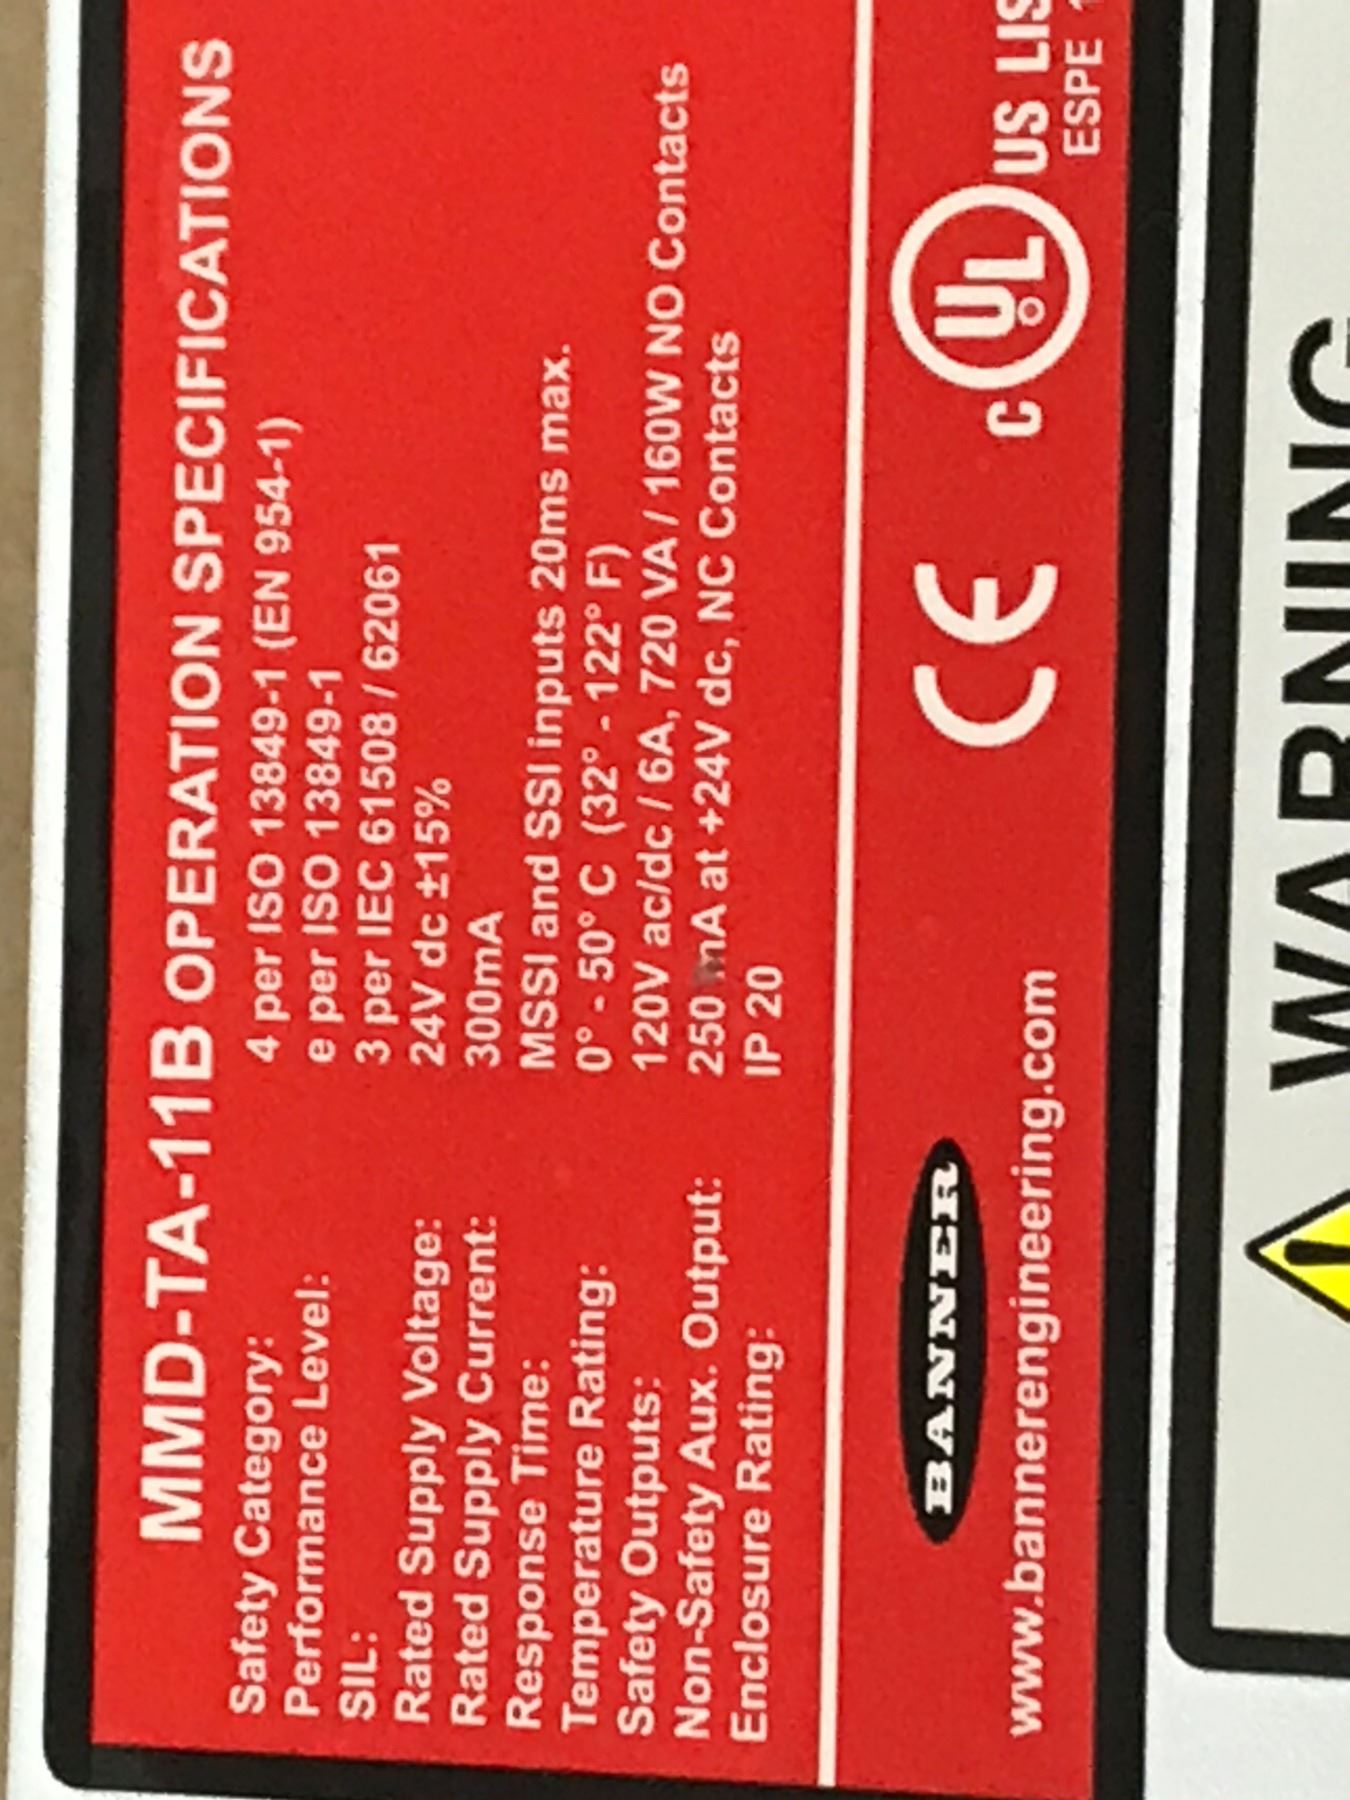 MMD-TA-11B OPERATION SPECIFICATIONS
Safety Category: 4 per ISO 13849-1 (EN 954-1)
Performance Level: e per ISO 13849-1
SIL: 3 per IEC 61508 / 62061
Rated Supply Voltage: 24V dc ±15%
Rated Supply Current: 300mA
Response Time: MSSI and SSI inputs 20ms max.
Temperature Rating: 0° - 50° C (32° - 122° F)
Safety Outputs: 120V ac/dc / 6A, 720 VA / 160W NO Contacts
Non-Safety Aux. Output: 250 mA at +24V dc, NC Contacts
Enclosure Rating: IP 20
BANNER CE C UL US LIS
www.bannerengineering.com ESPE
WARNING